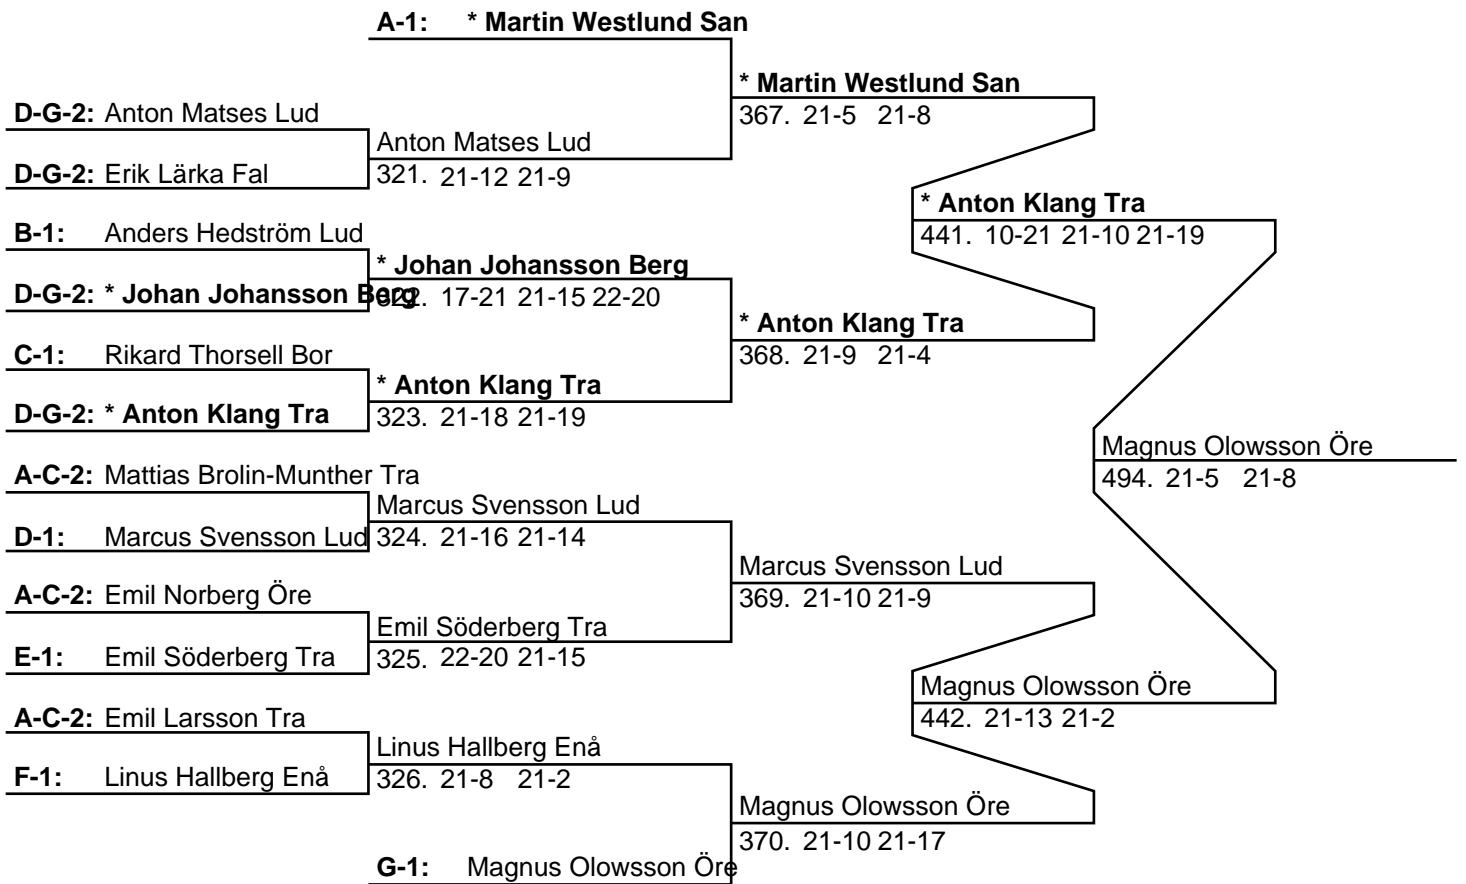 A-1: * Martin Westlund San
* Martin Westlund San
D-G-2: Anton Matses Lud
367. 21-5 21-8
Anton Matses Lud
D-G-2: Erik Lärka Fal
321. 21-12 21-9
* Anton Klang Tra
B-1: Anders Hedström Lud
441. 10-21 21-10 21-19
* Johan Johansson Berg
D-G-2: * Johan Johansson Berg
322. 17-21 21-15 22-20
* Anton Klang Tra
C-1: Rikard Thorsell Bor
368. 21-9 21-4
* Anton Klang Tra
D-G-2: * Anton Klang Tra
323. 21-18 21-19
Magnus Olowsson Öre
A-C-2: Mattias Brolin-Munther Tra
494. 21-5 21-8
Marcus Svensson Lud
D-1: Marcus Svensson Lud
324. 21-16 21-14
Marcus Svensson Lud
A-C-2: Emil Norberg Öre
369. 21-10 21-9
Emil Söderberg Tra
E-1: Emil Söderberg Tra
325. 22-20 21-15
Magnus Olowsson Öre
A-C-2: Emil Larsson Tra
442. 21-13 21-2
Linus Hallberg Enå
F-1: Linus Hallberg Enå
326. 21-8 21-2
Magnus Olowsson Öre
370. 21-10 21-17
G-1: Magnus Olowsson Öre